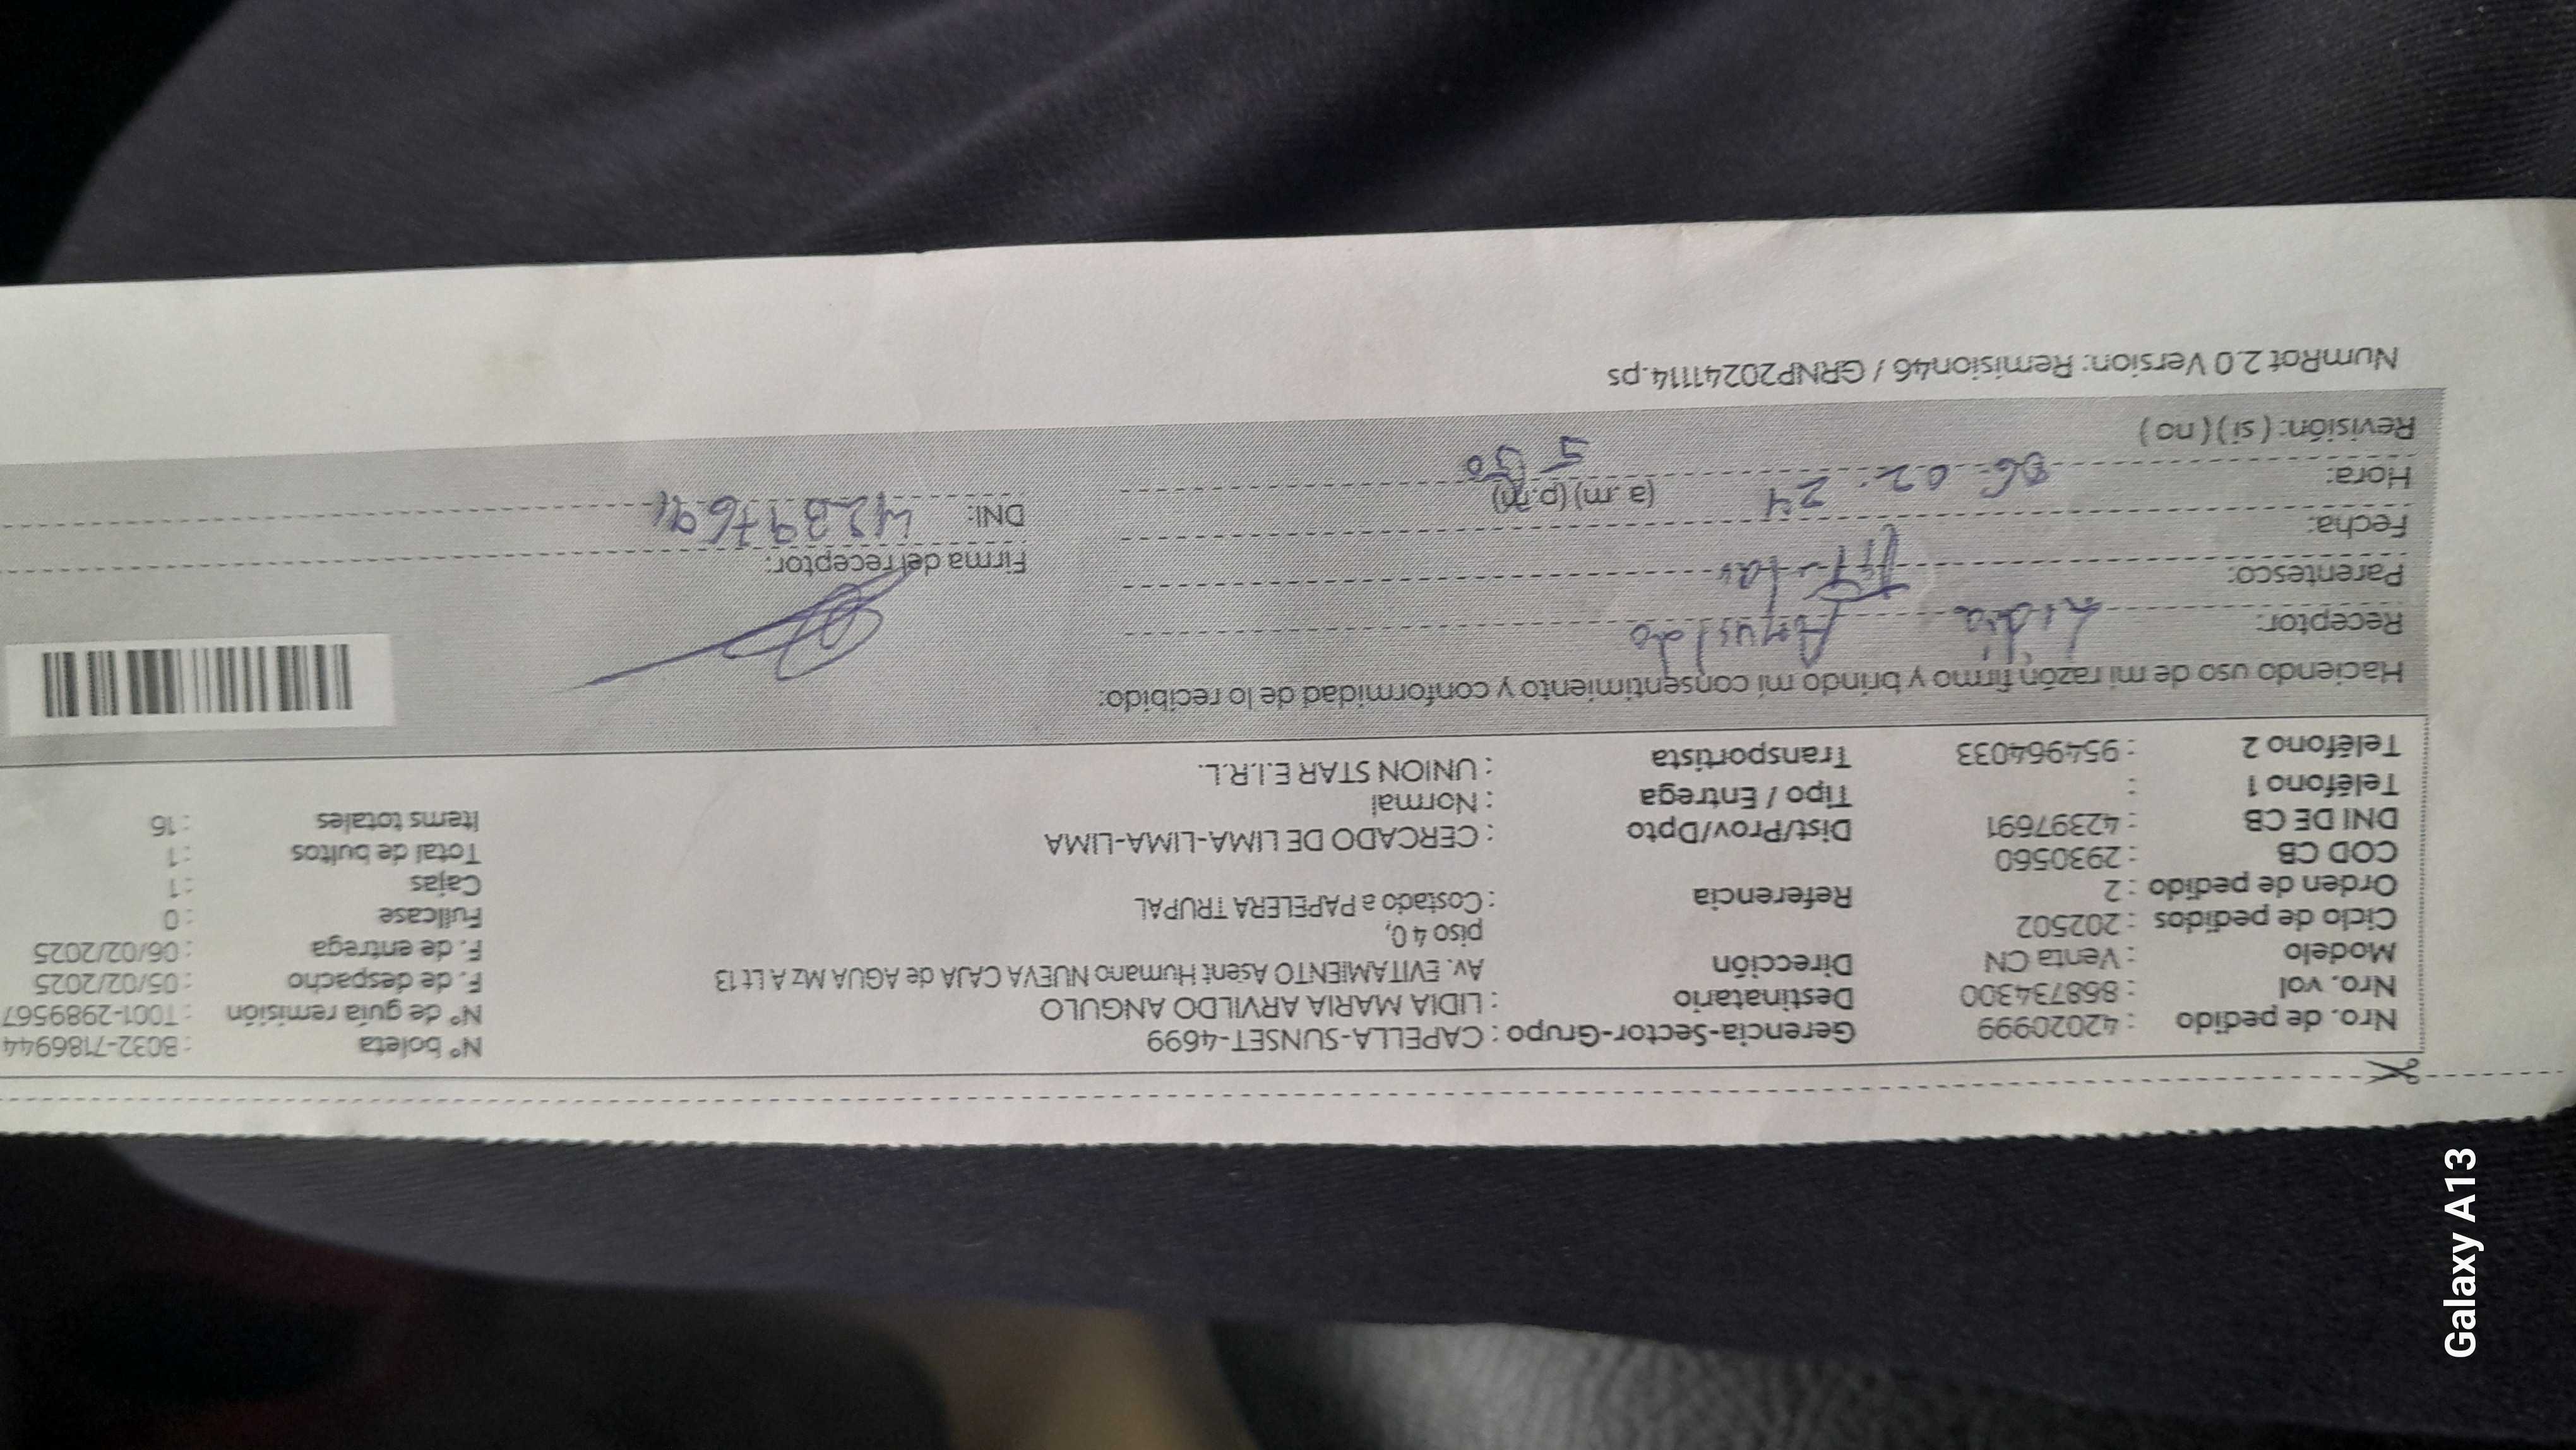 Nro. de pedido : 42020999 Gerencia-Sector-Grupo : CAPELLA-SUNSET-4699 N° boleta : B032-7186944
Nro. vol : 868734300 Destinatario : LIDIA MARIA ARVILDO ANGULO N° de guía remisión : T001-2989567
Modelo : Venta CN Dirección Av. EVITAMIENTO Asent Humano NUEVA CAJA de AGUA Mz A Lt 13 F. de despacho : 05/02/2025
Ciclo de pedidos : 202502 piso 4 0, F. de entrega : 06/02/2025
Orden de pedido : 2 Referencia : Costado a PAPELERA TRUPAL Fullcase : 0
COD CB : 2930560 Cajas : 1
DNI DE CB : 42397691 Dist/Prov/Dpto : CERCADO DE LIMA-LIMA-LIMA Total de bultos : 1
Teléfono 1 : Tipo / Entrega : Normal Items totales : 16
Teléfono 2 : 954964033 Transportista : UNION STAR E.I.R.L.
Haciendo uso de mi razón firmo y brindo mi consentimiento y conformidad de lo recibido:
Receptor: Lidia
Parentesco: Titular Firma del receptor:
Fecha: DNI: 42397691
Hora: 06. 02. 24 (a.m) (p.m)
Revisión: ( si ) ( no ) 5
NumRot 2.0 Version: Remision46 / GRNP20241114.ps
Galaxy A13